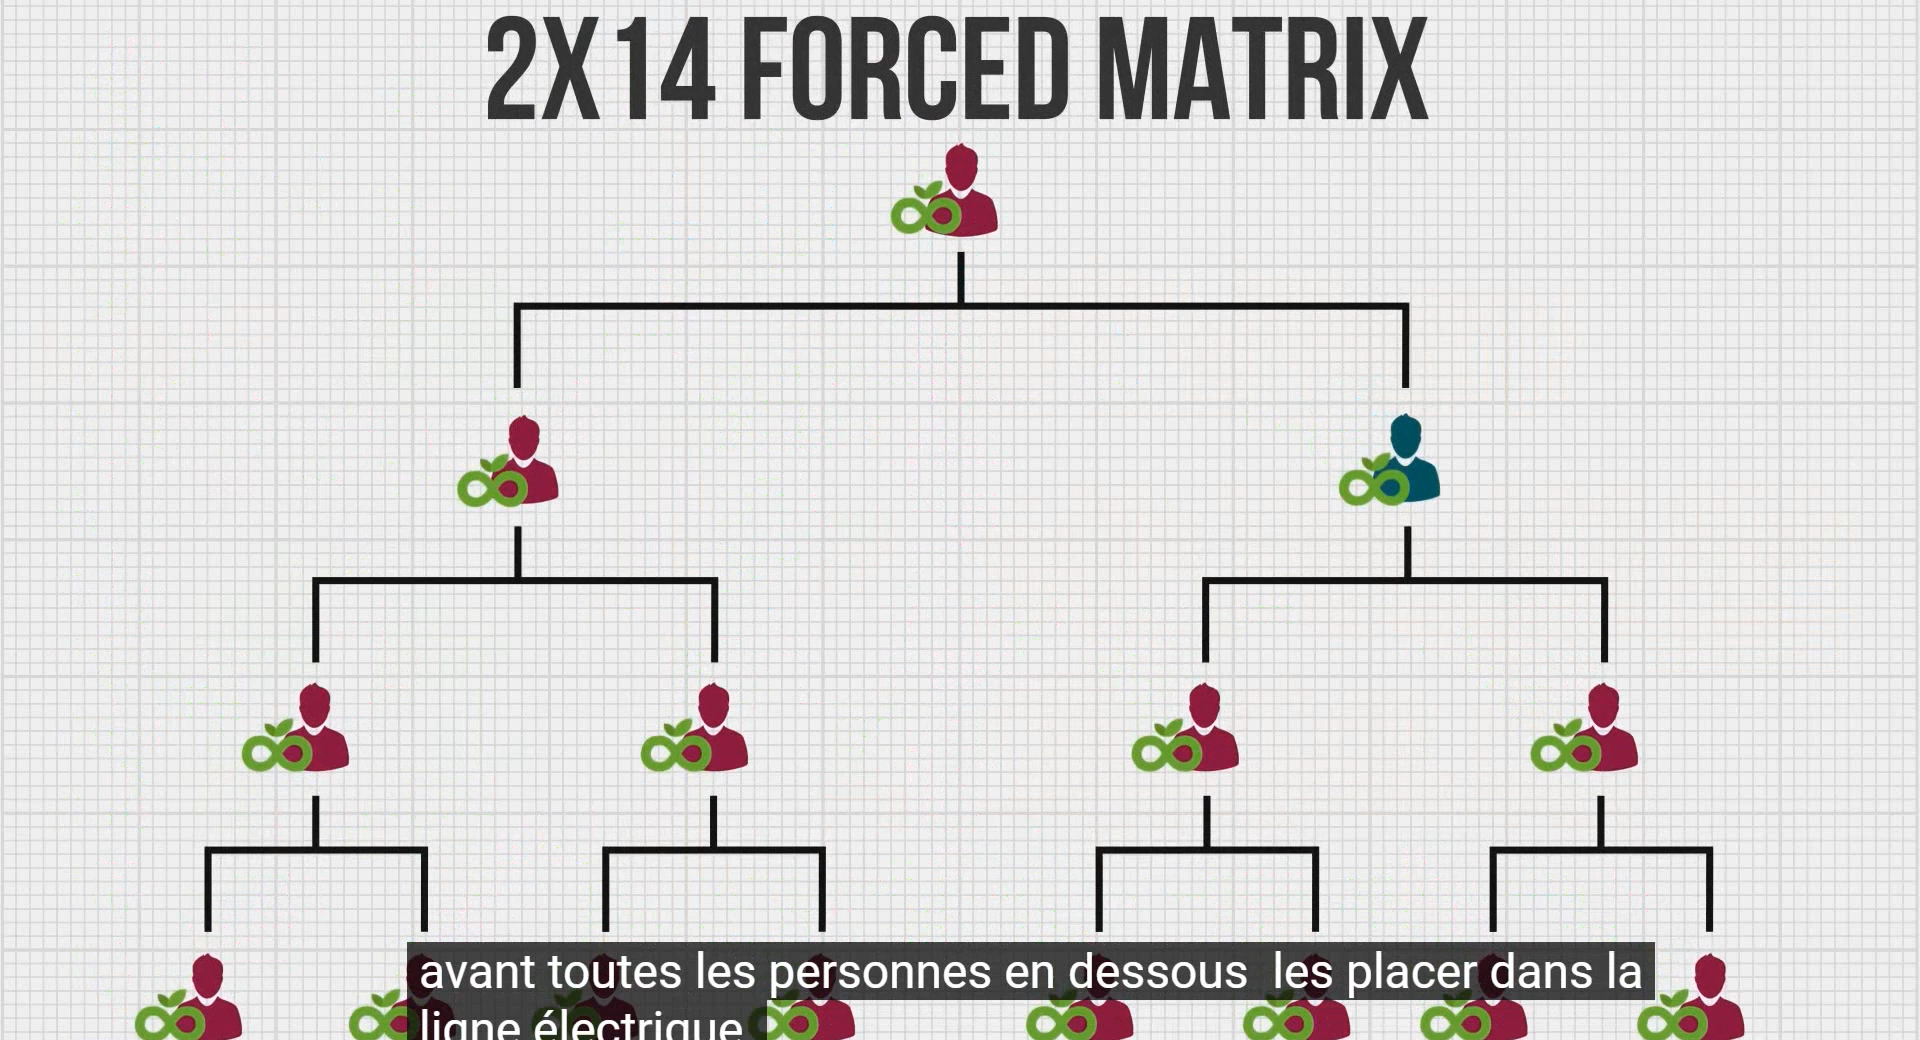 2X14 FORCED MATRIX
avant toutes les personnes en dessous  les placer dans la
ligne électrique